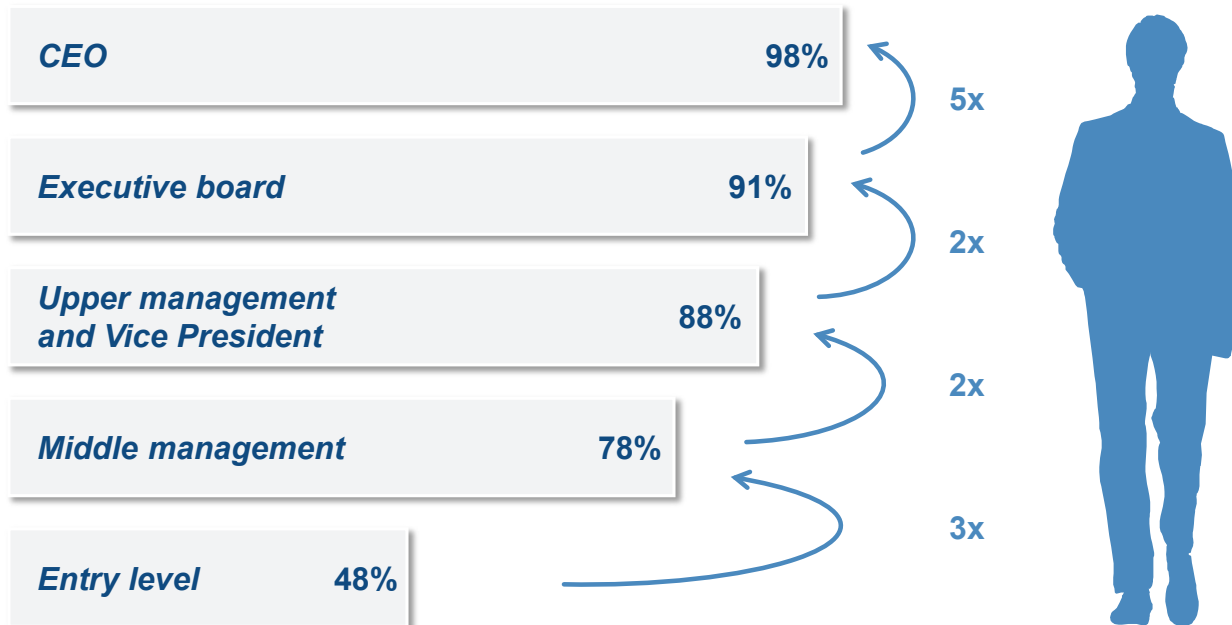 CEO 98%
5x
Executive board 91%
2x
Upper management
and Vice President 88%
2x
Middle management 78%
3x
Entry level 48%